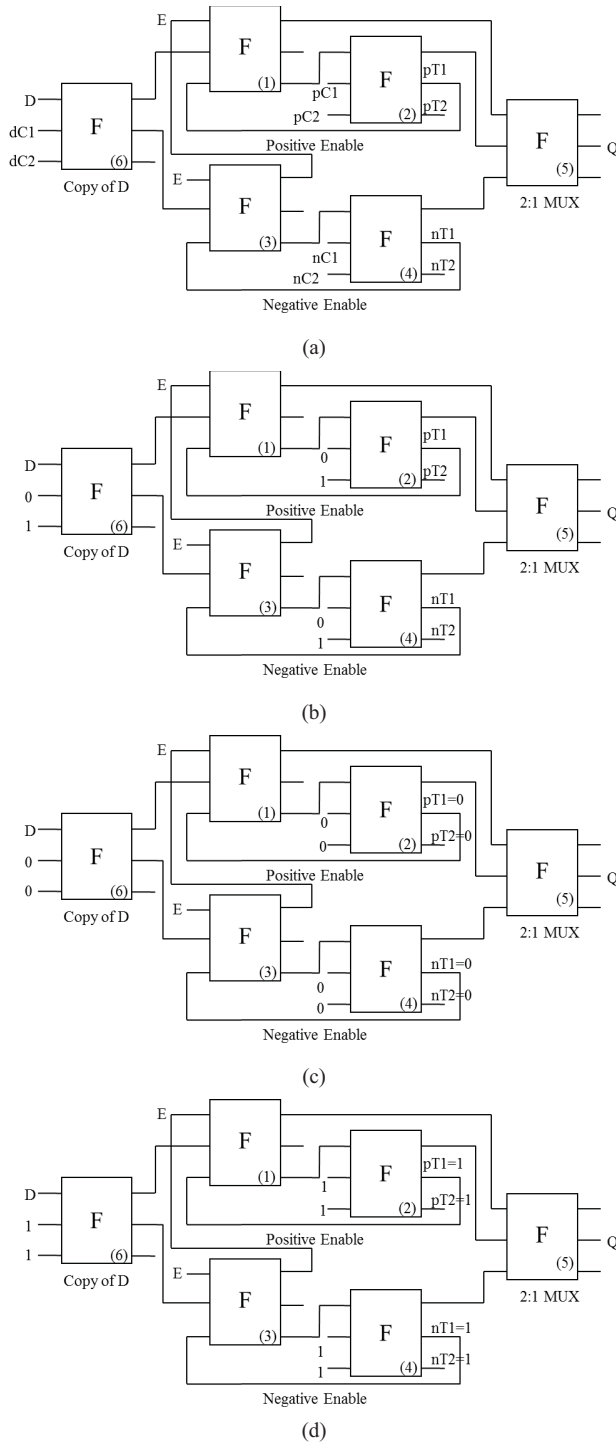 E
F
(1)
F
pT1
pC1
pC2
(2)
pT2
D
dC1
F
dC2
(6)
Copy of D
Positive Enable
F
Q
(5)
2:1 MUX
E
F
(3)
F
nT1
nC1
nC2
(4)
nT2
Negative Enable
(a)
E
F
(1)
F
pT1
0
1
(2)
pT2
D
0
F
1
(6)
Copy of D
Positive Enable
F
Q
(5)
2:1 MUX
E
F
(3)
F
nT1
0
1
(4)
nT2
Negative Enable
(b)
E
F
(1)
F
pT1=0
0
0
(2)
pT2=0
D
0
F
0
(6)
Copy of D
Positive Enable
F
Q
(5)
2:1 MUX
E
F
(3)
F
nT1=0
0
0
(4)
nT2=0
Negative Enable
(c)
E
F
(1)
F
pT1=1
1
1
(2)
pT2=1
D
1
F
1
(6)
Copy of D
Positive Enable
F
Q
(5)
2:1 MUX
E
F
(3)
F
nT1=1
1
1
(4)
nT2=1
Negative Enable
(d)